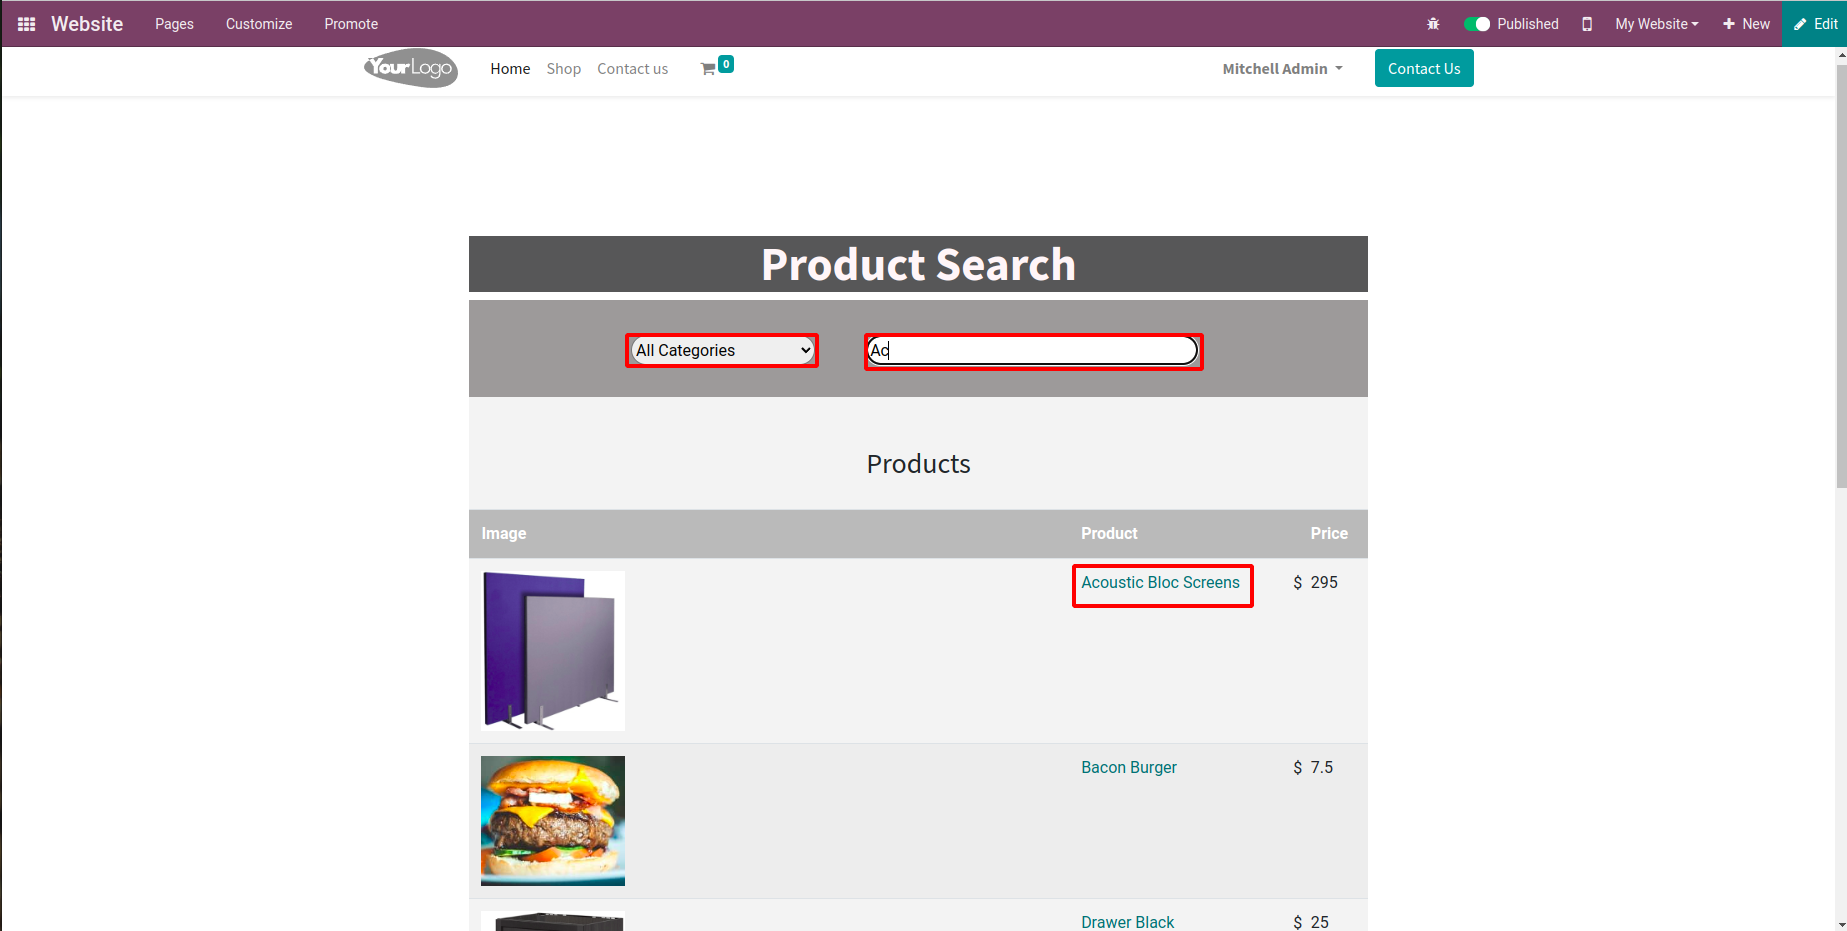 Website Pages Customize Promote Published My Website New Edit
YourLogo Home Shop Contact us 0 Mitchell Admin Contact Us
Product Search
All Categories Ac
Products
Image Product Price
Acoustic Bloc Screens $ 295
Bacon Burger $ 7.5
Drawer Black $ 25